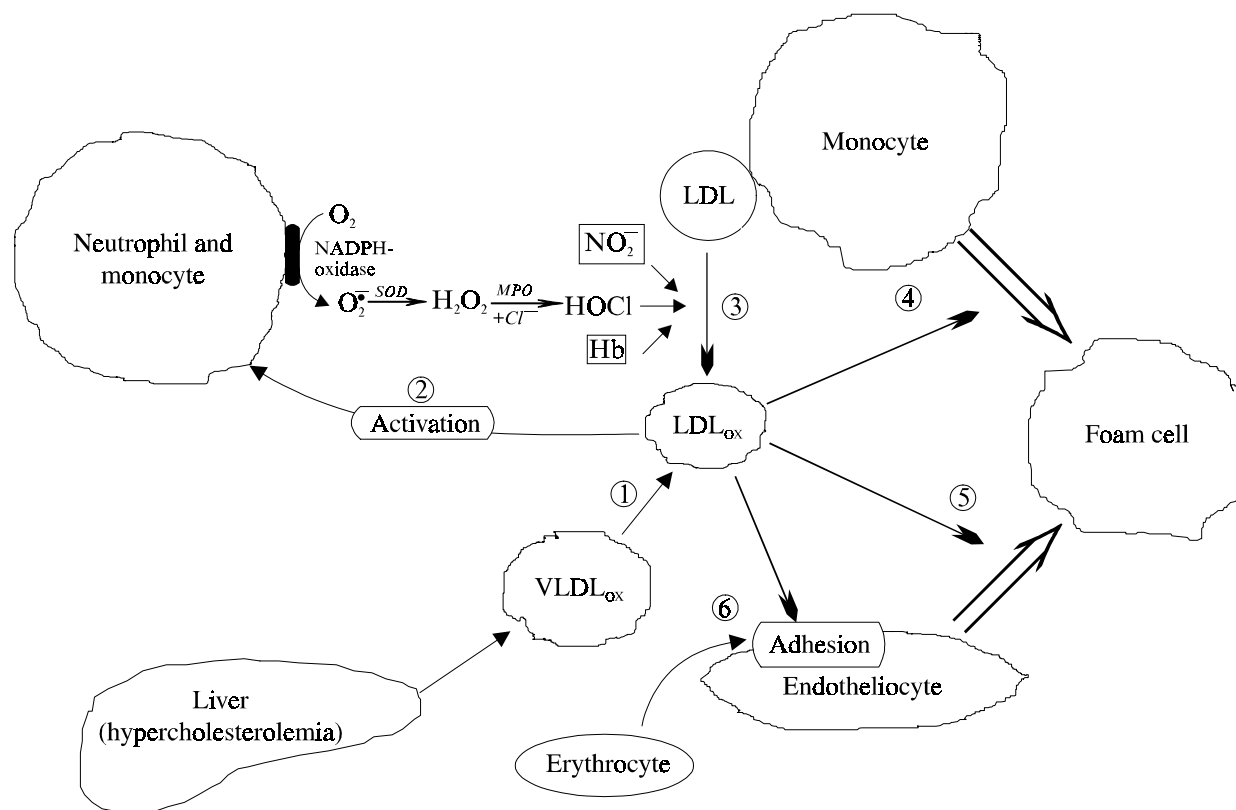 Monocyte
LDL
Neutrophil and
monocyte
O₂
NADPH-
oxidase
O₂•̅
SOD
H₂O₂
MPO
+Cl⁻
HOCl
NO₂⁻
Hb
③
④
②
Activation
LDLox
Foam cell
①
⑤
VLDLox
⑥
Adhesion
Endotheliocyte
Liver
(hypercholesterolemia)
Erythrocyte